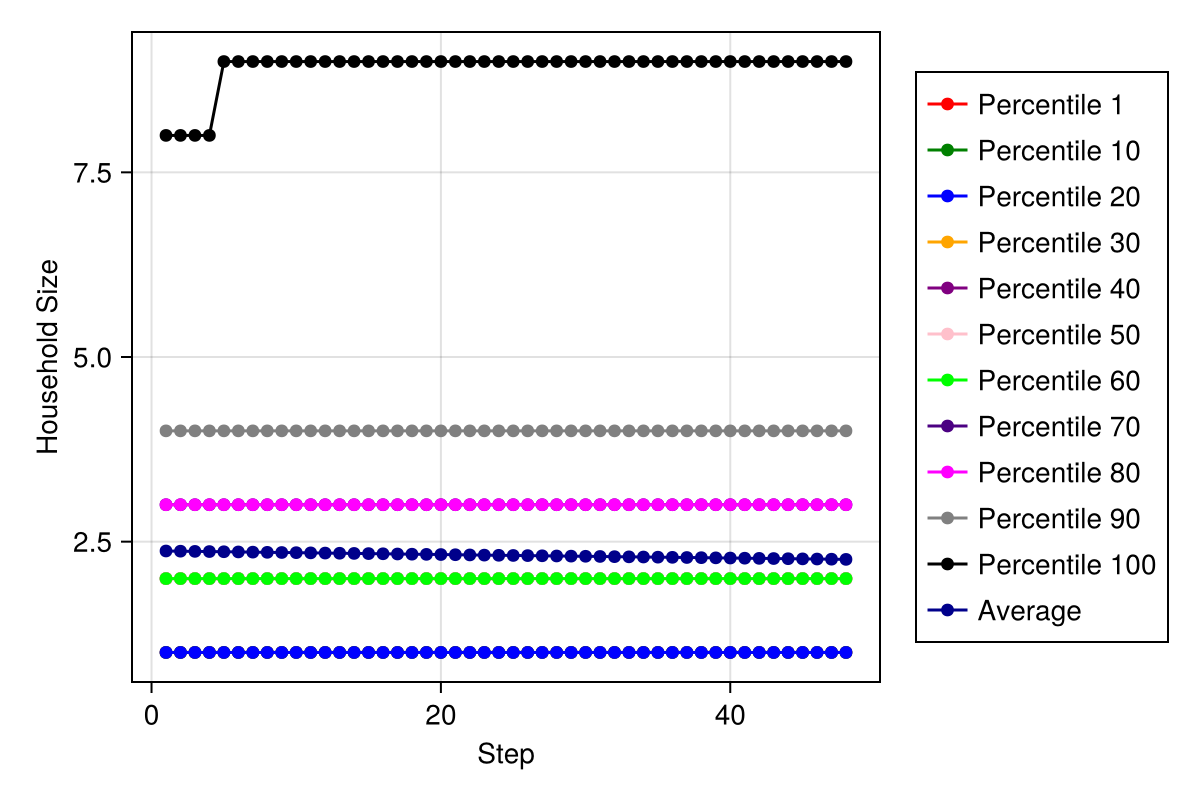 7.5
5.0
2.5
Household Size
0
20
40
Step
Percentile 1
Percentile 10
Percentile 20
Percentile 30
Percentile 40
Percentile 50
Percentile 60
Percentile 70
Percentile 80
Percentile 90
Percentile 100
Average